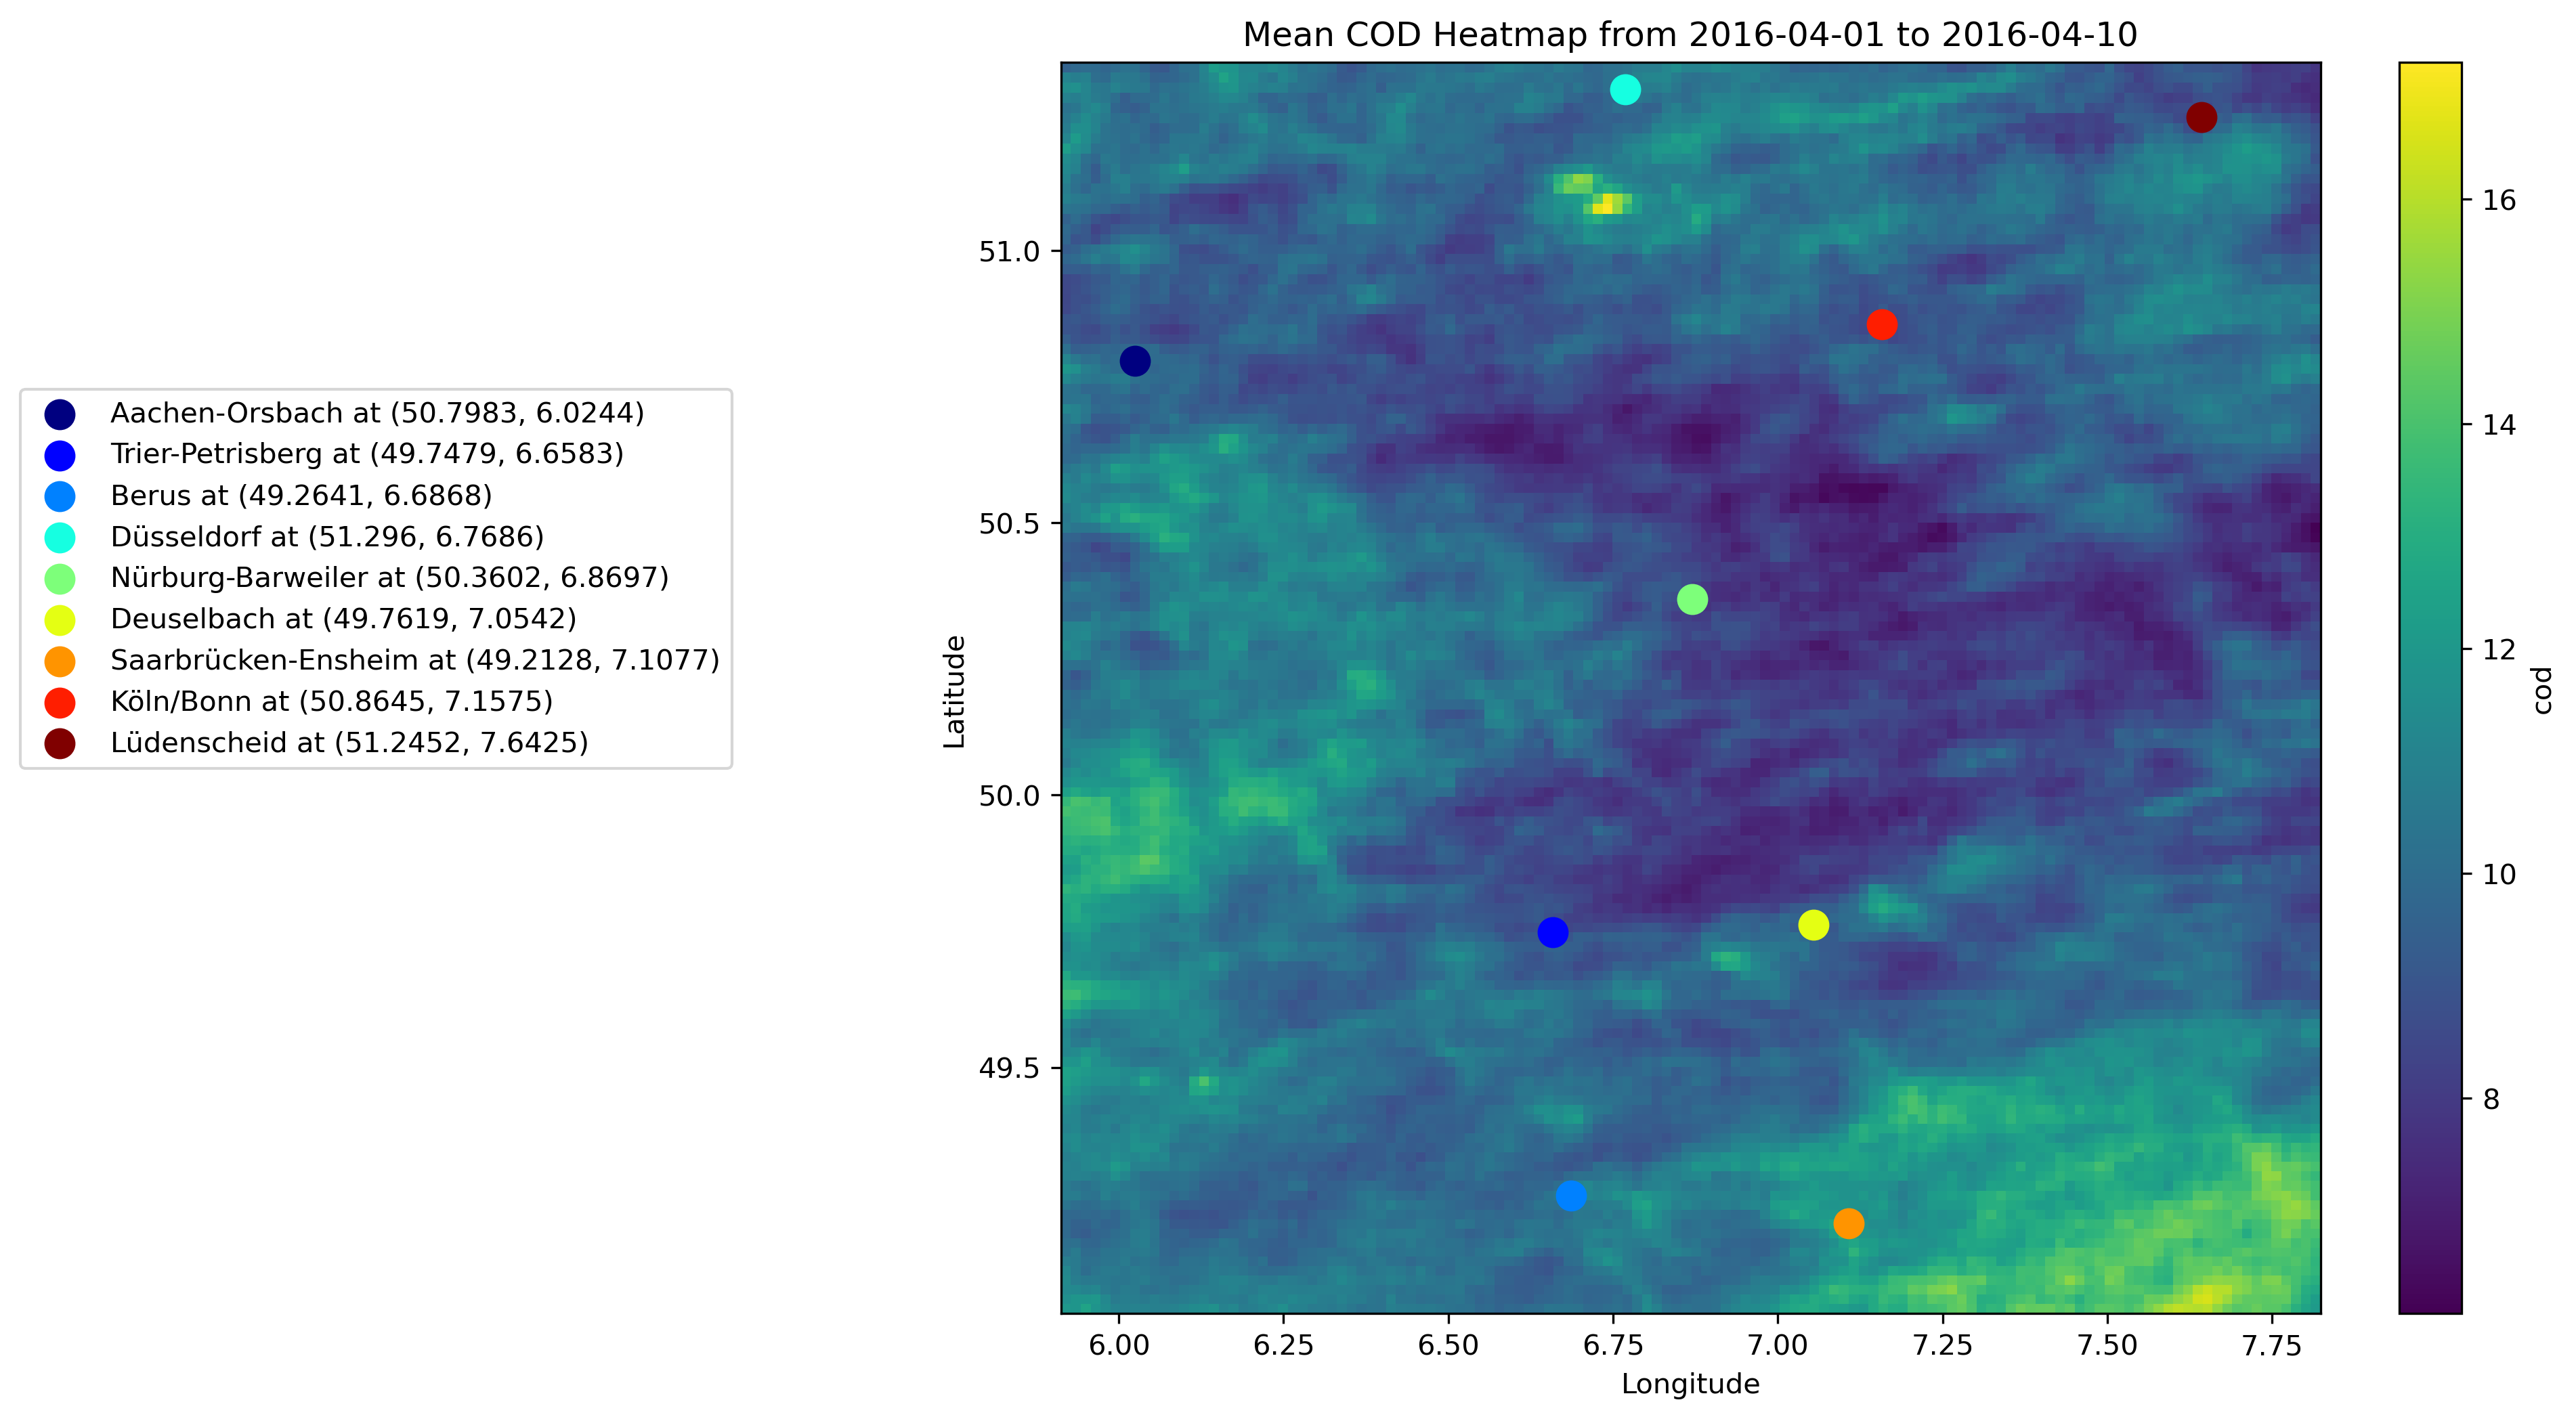 Mean COD Heatmap from 2016-04-01 to 2016-04-10
Aachen-Orsbach at (50.7983, 6.0244)
Trier-Petrisberg at (49.7479, 6.6583)
Berus at (49.2641, 6.6868)
Düsseldorf at (51.296, 6.7686)
Nürburg-Barweiler at (50.3602, 6.8697)
Deuselbach at (49.7619, 7.0542)
Saarbrücken-Ensheim at (49.2128, 7.1077)
Köln/Bonn at (50.8645, 7.1575)
Lüdenscheid at (51.2452, 7.6425)
Latitude
51.0
50.5
50.0
49.5
6.00 6.25 6.50 6.75 7.00 7.25 7.50 7.75
Longitude
16
14
12
10
8
cod